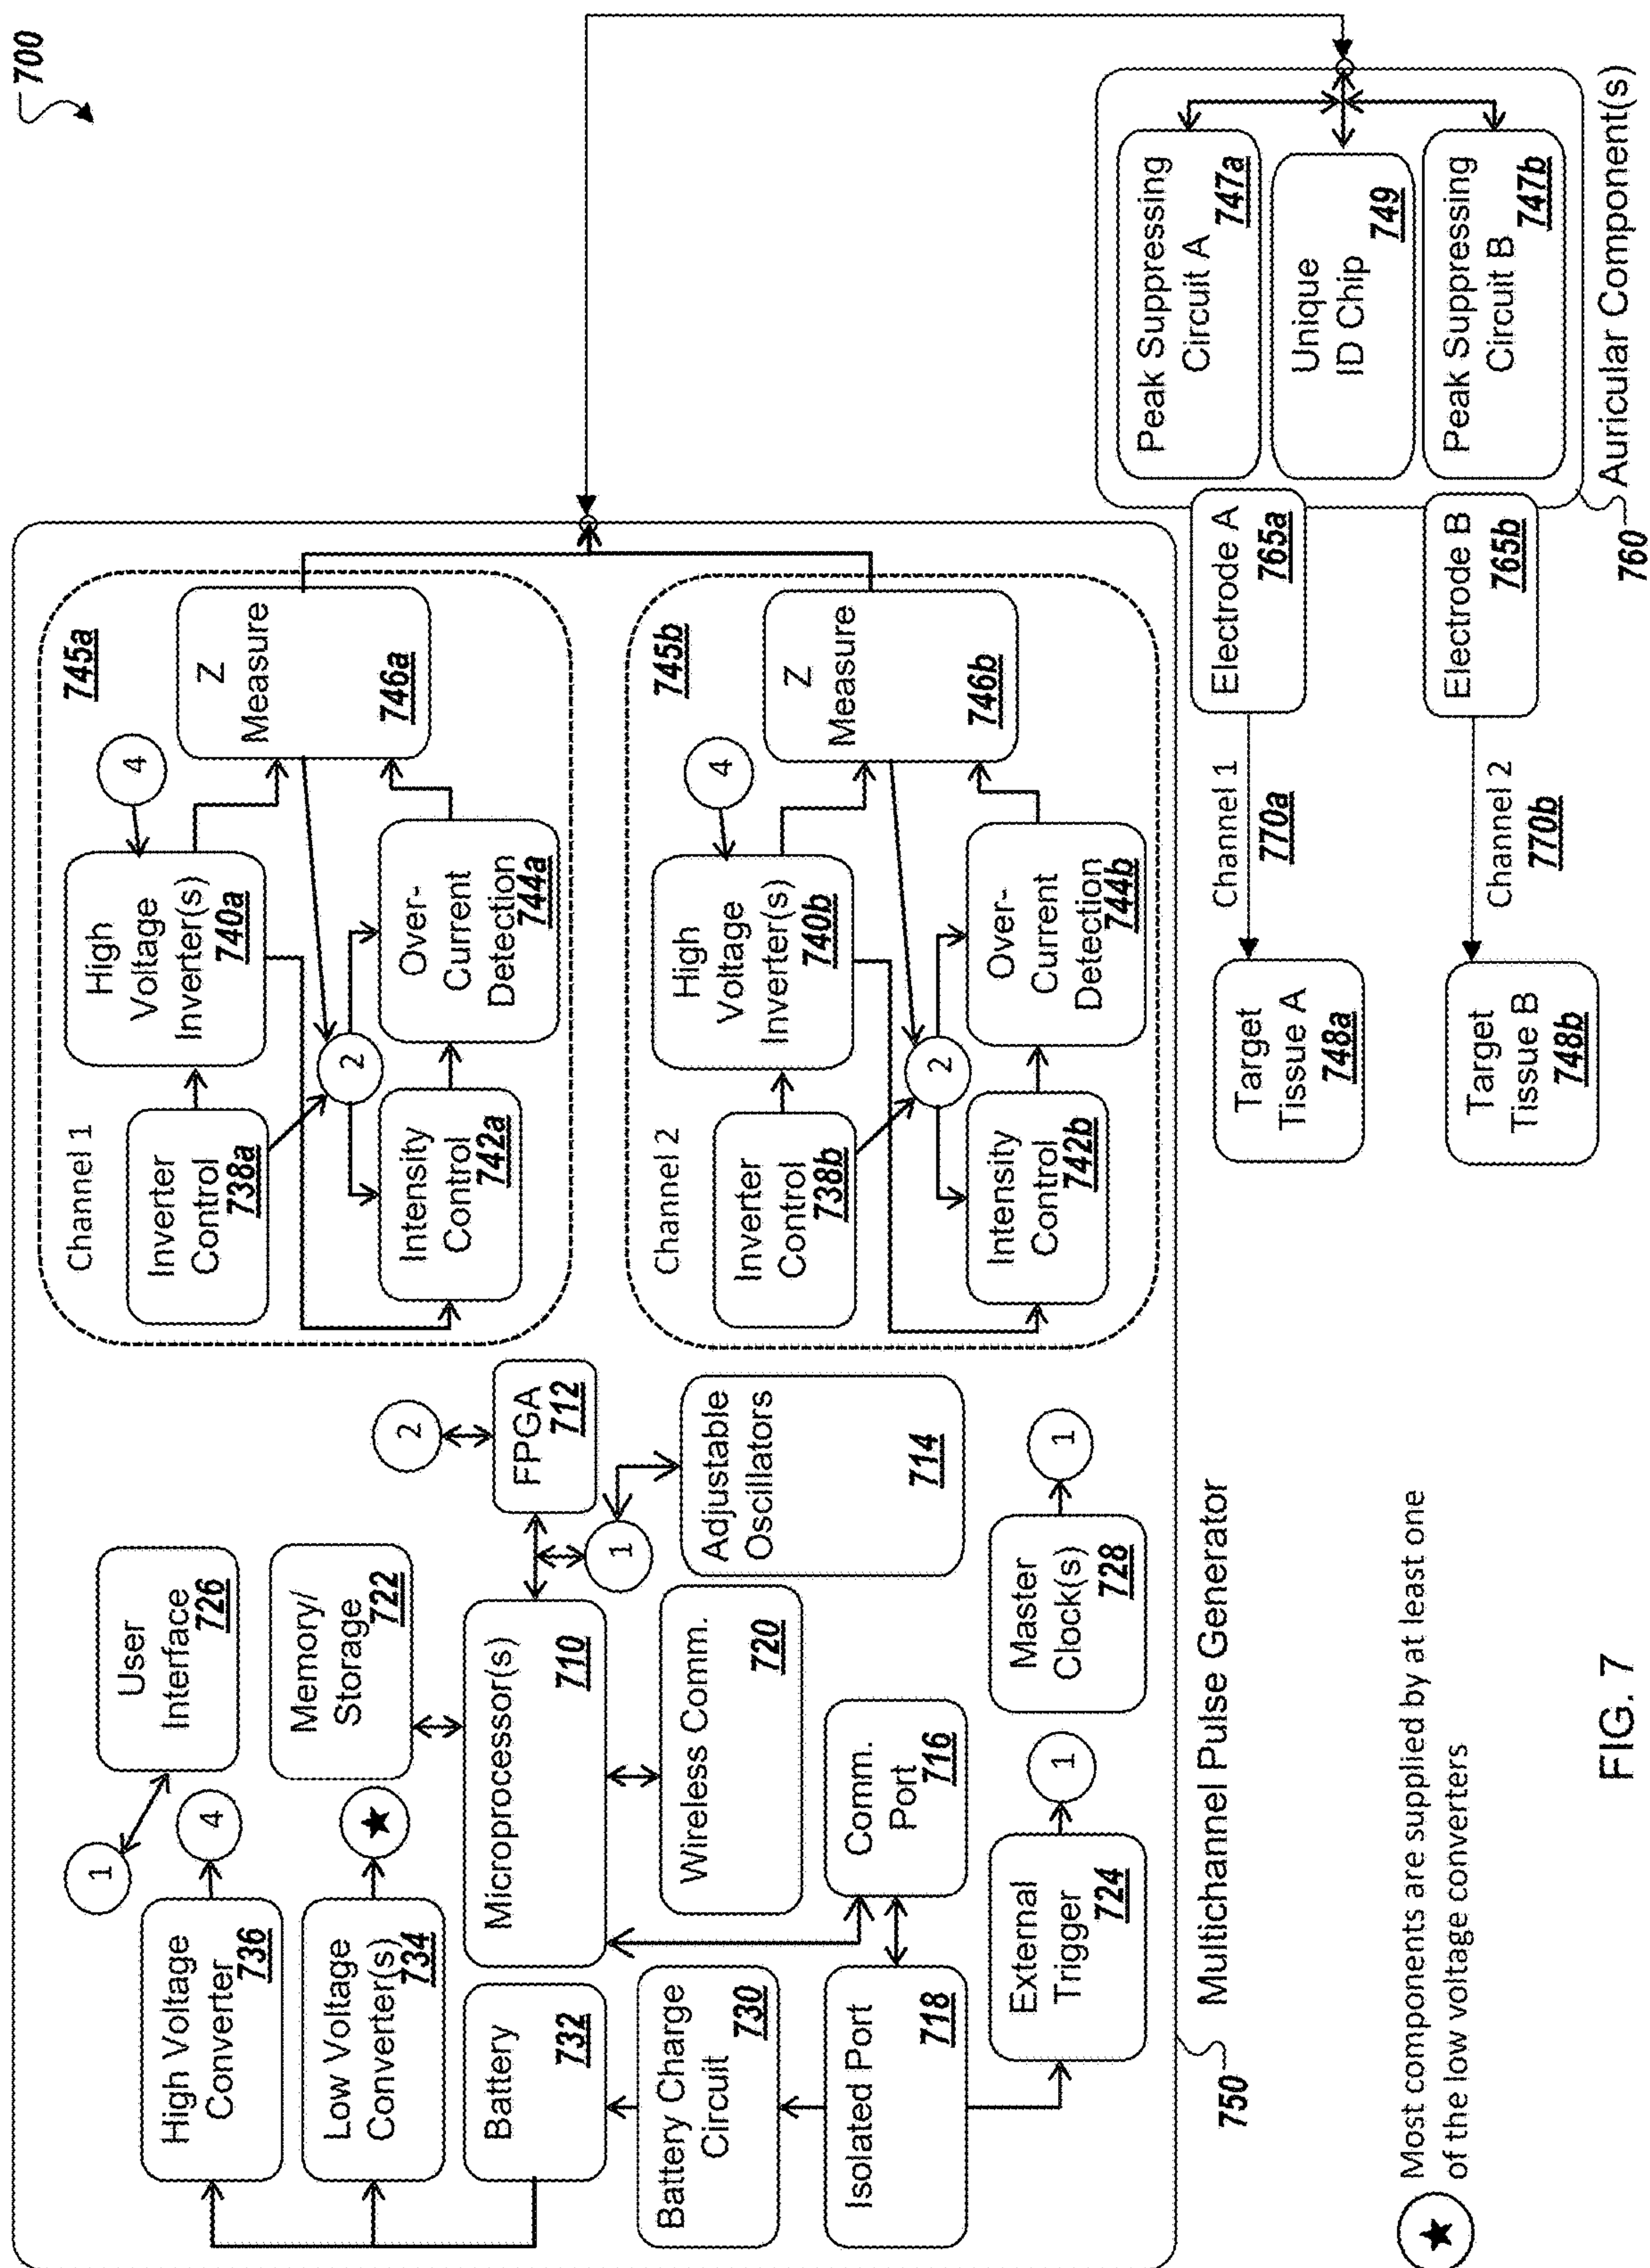 700
High Voltage
Converter
736
4
1
User
Interface
726
Low Voltage
Converter(s)
734
★
Memory/
Storage
722
Battery
732
Microprocessor(s)
710
FPGA
712
2
1
Battery Charge
Circuit
730
Wireless Comm.
720
Adjustable
Oscillators
714
Isolated Port
718
Comm.
Port
716
External
Trigger
724
1
Master
Clock(s)
728
1
Channel 1
745a
Inverter
Control
738a
High
Voltage
Inverter(s)
740a
4
Z
Measure
746a
2
Intensity
Control
742a
Over-
Current
Detection
744a
Channel 2
745b
Inverter
Control
738b
High
Voltage
Inverter(s)
740b
4
Z
Measure
746b
2
Intensity
Control
742b
Over-
Current
Detection
744b
750
Multichannel Pulse Generator
Target
Tissue A
748a
Channel 1
770a
Electrode A
765a
Peak Suppressing
Circuit A
747a
Unique
ID Chip
749
Target
Tissue B
748b
Channel 2
770b
Electrode B
765b
Peak Suppressing
Circuit B
747b
760
Auricular Component(s)
★
Most components are supplied by at least one
of the low voltage converters
FIG. 7